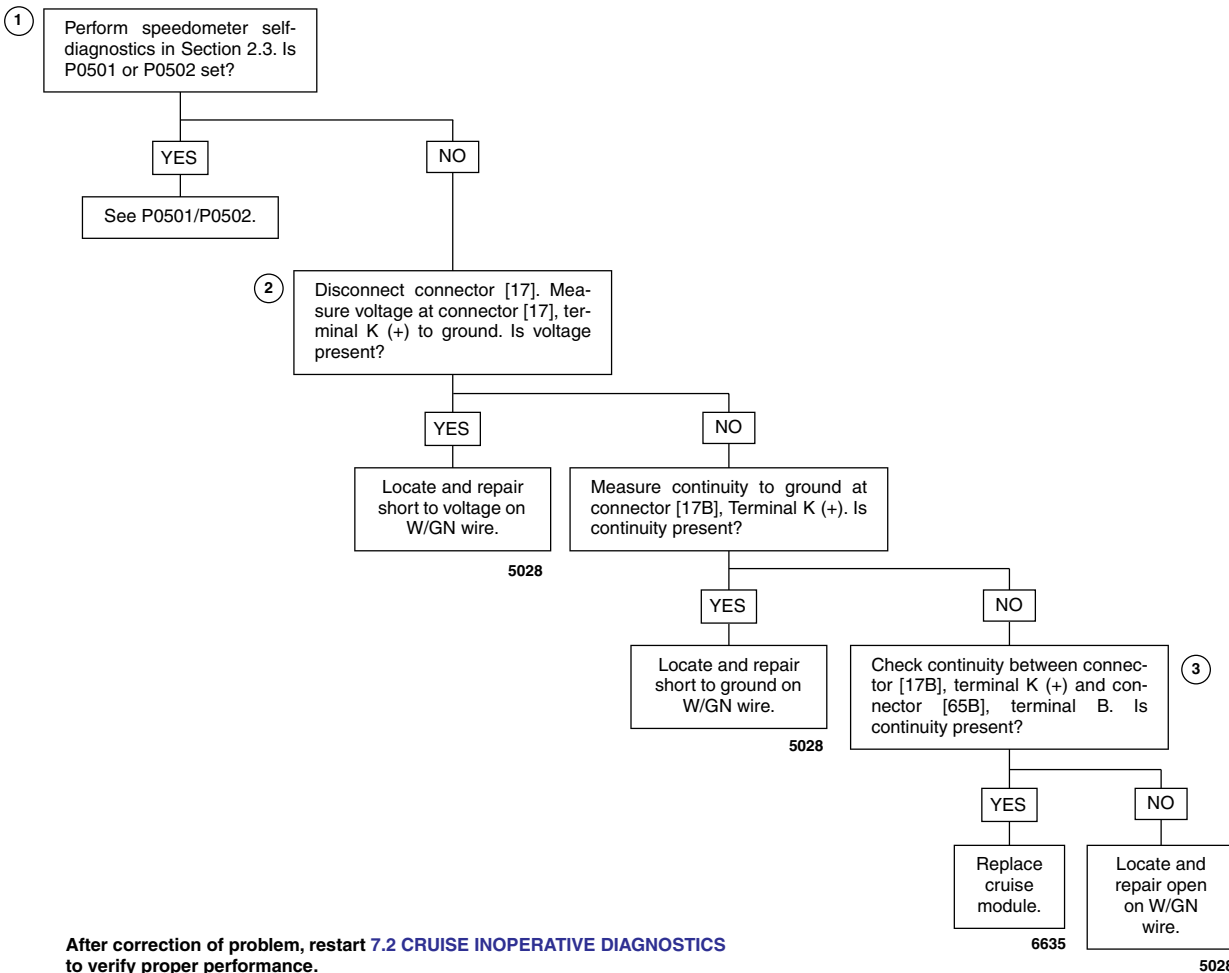 1
Perform speedometer self-
diagnostics in Section 2.3. Is
P0501 or P0502 set?
YES
NO
See P0501/P0502.
2
Disconnect connector [17]. Mea-
sure voltage at connector [17], ter-
minal K (+) to ground. Is voltage
present?
YES
NO
Locate and repair
short to voltage on
W/GN wire.
5028
Measure continuity to ground at
connector [17B], Terminal K (+). Is
continuity present?
YES
NO
Locate and repair
short to ground on
W/GN wire.
5028
Check continuity between connec-
tor [17B], terminal K (+) and con-
nector [65B], terminal B. Is
continuity present?
3
YES
NO
Replace
cruise
module.
6635
Locate and
repair open
on W/GN
wire.
5028
After correction of problem, restart 7.2 CRUISE INOPERATIVE DIAGNOSTICS
to verify proper performance.